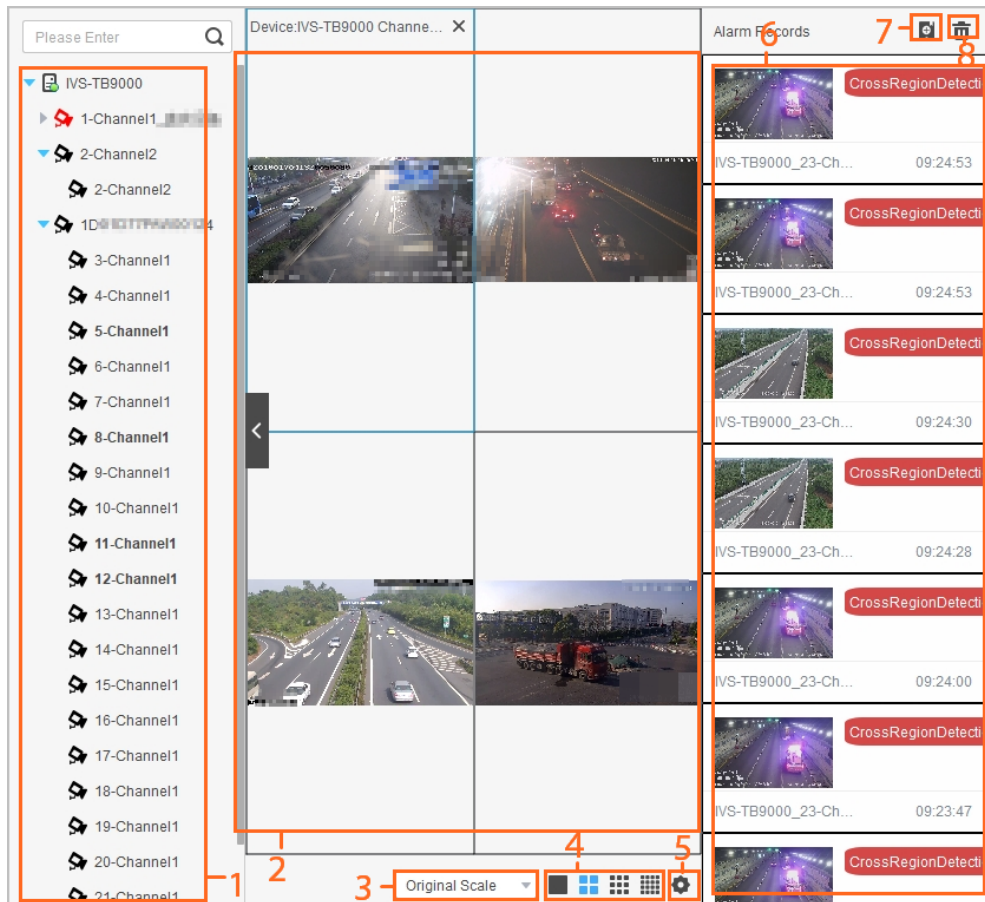 Please Enter
IVS-TB9000
1-Channel1_
2-Channel2
2-Channel2
1D
4
3-Channel1
4-Channel1
5-Channel1
6-Channel1
7-Channel1
8-Channel1
9-Channel1
10-Channel1
11-Channel1
12-Channel1
13-Channel1
14-Channel1
15-Channel1
16-Channel1
17-Channel1
18-Channel1
19-Channel1
20-Channel1
21-Channel1
1
Device:IVS-TB9000 Channe...
2
3
Original Scale
4
5
Alarm Records
6
7
8
CrossRegionDetecti
IVS-TB9000_23-Ch...
09:24:53
CrossRegionDetecti
IVS-TB9000_23-Ch...
09:24:53
CrossRegionDetecti
IVS-TB9000_23-Ch...
09:24:30
CrossRegionDetecti
IVS-TB9000_23-Ch...
09:24:28
CrossRegionDetecti
IVS-TB9000_23-Ch...
09:24:00
CrossRegionDetecti
IVS-TB9000_23-Ch...
09:23:47
CrossRegionDetecti